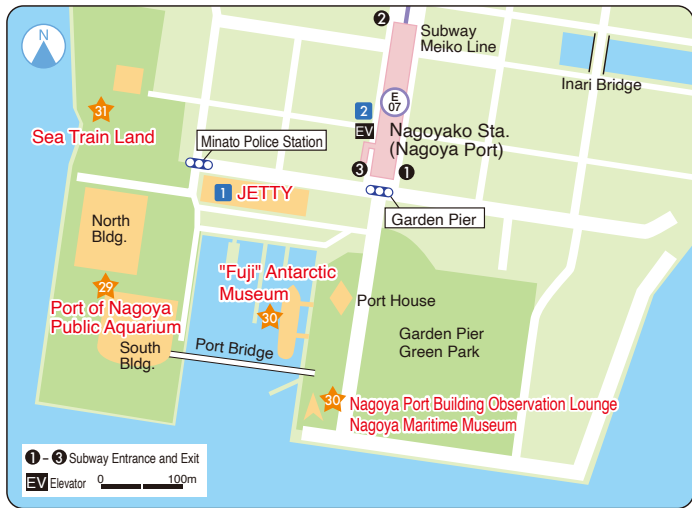 N
2
Subway
Meiko Line
E
07
Inari Bridge
31
Sea Train Land
2
EV
Nagoyako Sta.
(Nagoya Port)
Minato Police Station
3
1
1 JETTY
Garden Pier
North
Bldg.
"Fuji" Antarctic
Museum
29
Port of Nagoya
Public Aquarium
30
Port House
Garden Pier
Green Park
South
Bldg.
Port Bridge
30
Nagoya Port Building Observation Lounge
Nagoya Maritime Museum
1 – 3 Subway Entrance and Exit
EV Elevator 0 100m